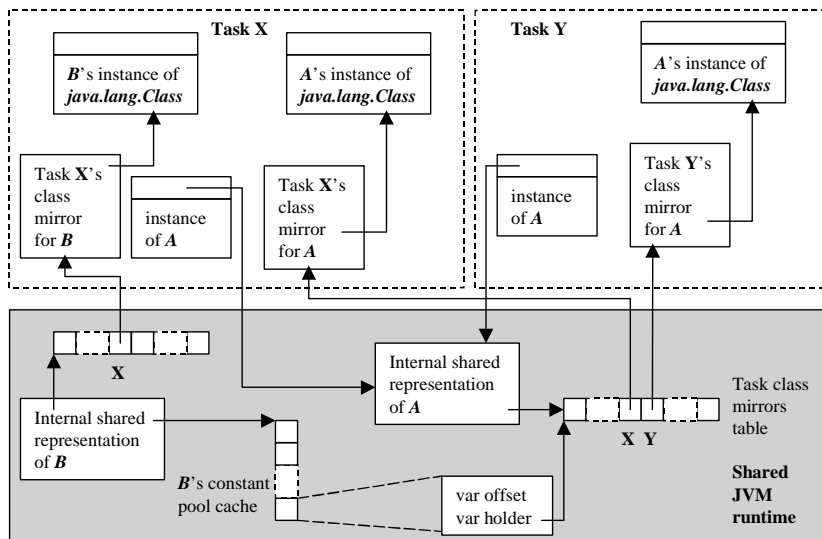 Task X
Task Y
B's instance of
java.lang.Class
A's instance of
java.lang.Class
A's instance of
java.lang.Class
Task X's
class
mirror
for B
instance
of A
Task X's
class
mirror
for A
instance
of A
Task Y's
class
mirror
for A
X
Internal shared
representation
of B
Internal shared
representation
of A
Task class
mirrors
table
X Y
B's constant
pool cache
var offset
var holder
Shared
JVM
runtime